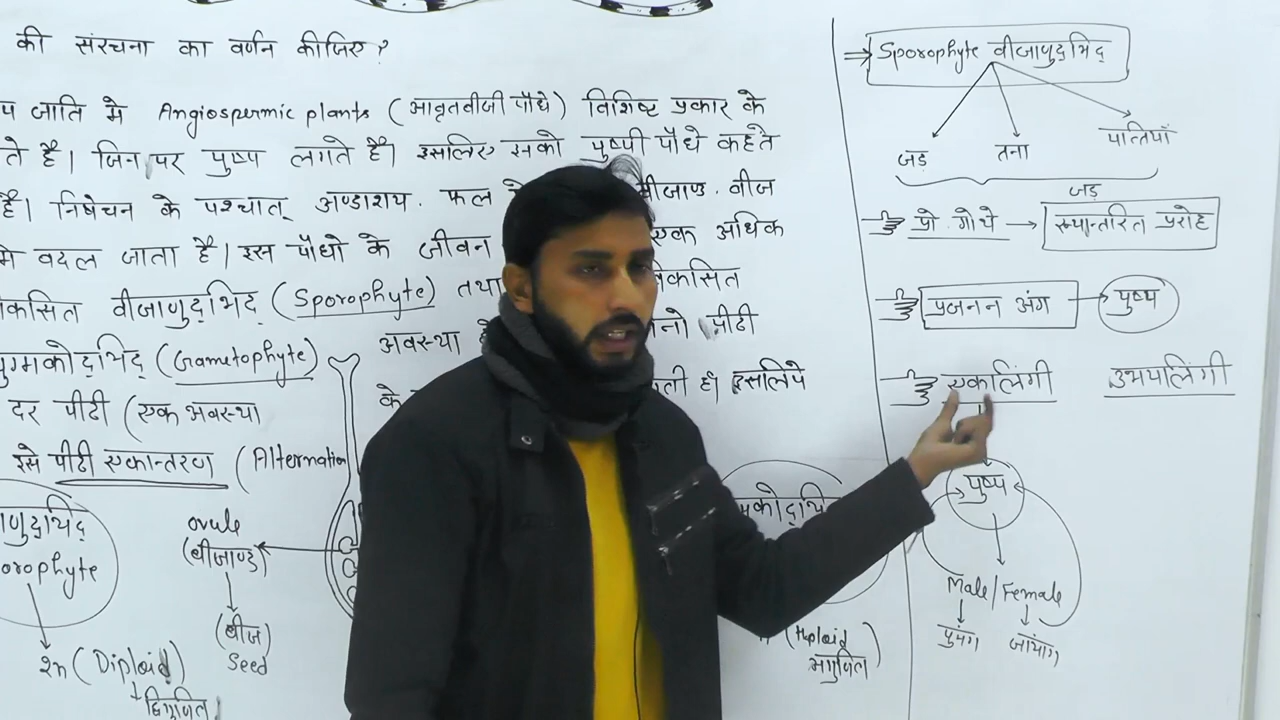 की संरचना का वर्णन कीजिए?
प जाति मे Angiospermic plants (आवृतबीजी पौधे) विशिष्ट प्रकार के
ते है। जिन पर पुष्प लगते है। इसलिए इसको पुष्पी पौधे कहते
है। निषेचन के पश्चात् अण्डाशय. फल बीजाण्ड. बीज
मे बदल जाता है। इस पौधो के जीवन एक अधिक
विकसित बीजाणुद्भिद् (Sporophyte) तथा विकसित
युग्मकोद्भिद् (Gametophyte) अवस्था पीढी
दर पीढी (एक अवस्था के इसलिये
इसे पीढी एकान्तरण (Alternation
orophyte
2n (Diploid)
द्विगुणित
ovule
(बीजाण्ड)
(बीज)
Seed
कोद्भि
(Haploid
अगुणित)
Sporophyte बीजाणुद्भिद्
जड़ तना पत्तियाँ
जड़
प्रो. गोथे → रूपान्तरित प्ररोह
प्रजनन अंग → पुष्प
एकलिंगी उभयलिंगी
पुष्प
Male/Female
पुमंग जायांग